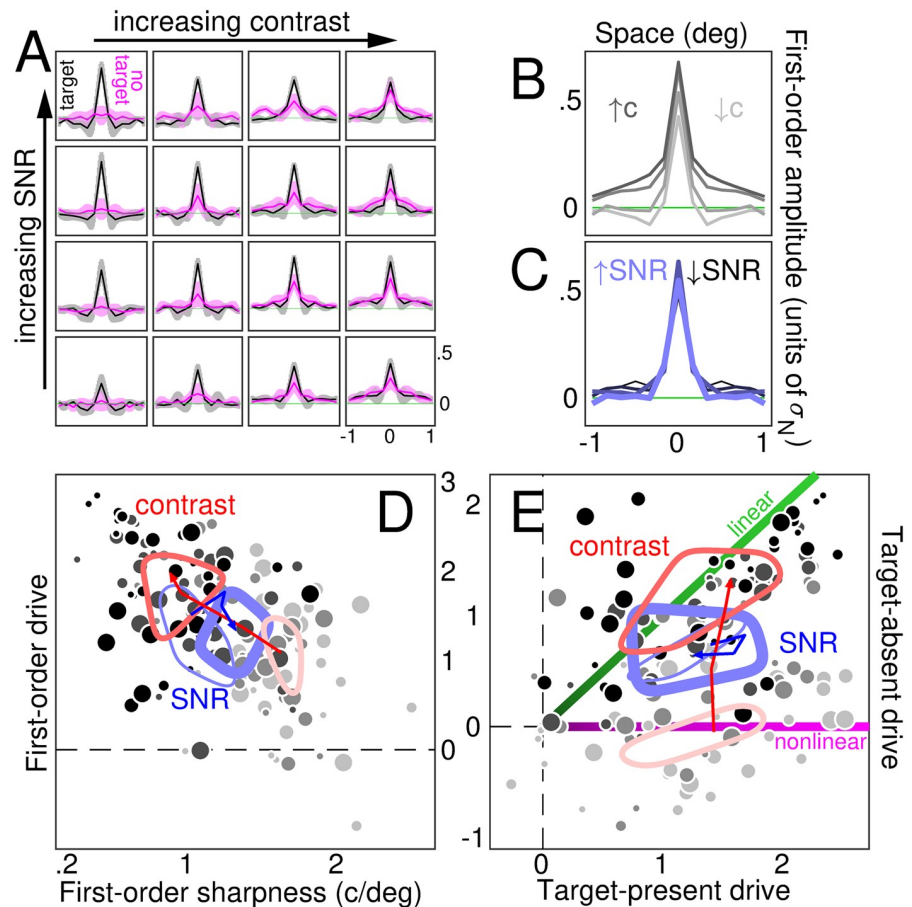 increasing contrast
A
target
no target
increasing SNR
.5
0
-1 0 1
Space (deg)
B
.5
↑c
↓c
0
C
↑SNR
↓SNR
.5
0
-1 0 1
First-order amplitude (units of σN)
D
contrast
SNR
3
2
1
0
First-order drive
.2 1 2
First-order sharpness (c/deg)
E
linear
contrast
SNR
nonlinear
2
1
0
-1
0 1 2
Target-present drive
Target-absent drive